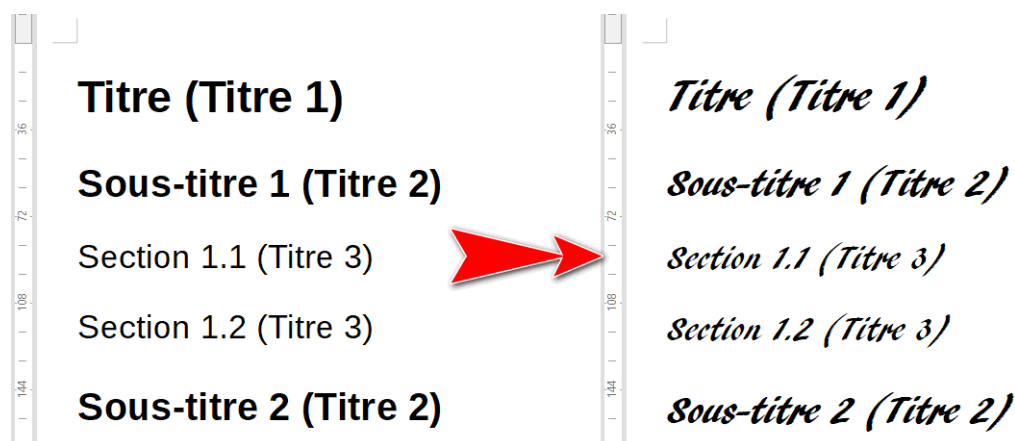 Titre (Titre 1)
Sous-titre 1 (Titre 2)
Section 1.1 (Titre 3)
Section 1.2 (Titre 3)
Sous-titre 2 (Titre 2)
36
72
108
144
Titre (Titre 1)
Sous-titre 1 (Titre 2)
Section 1.1 (Titre 3)
Section 1.2 (Titre 3)
Sous-titre 2 (Titre 2)
36
72
108
144